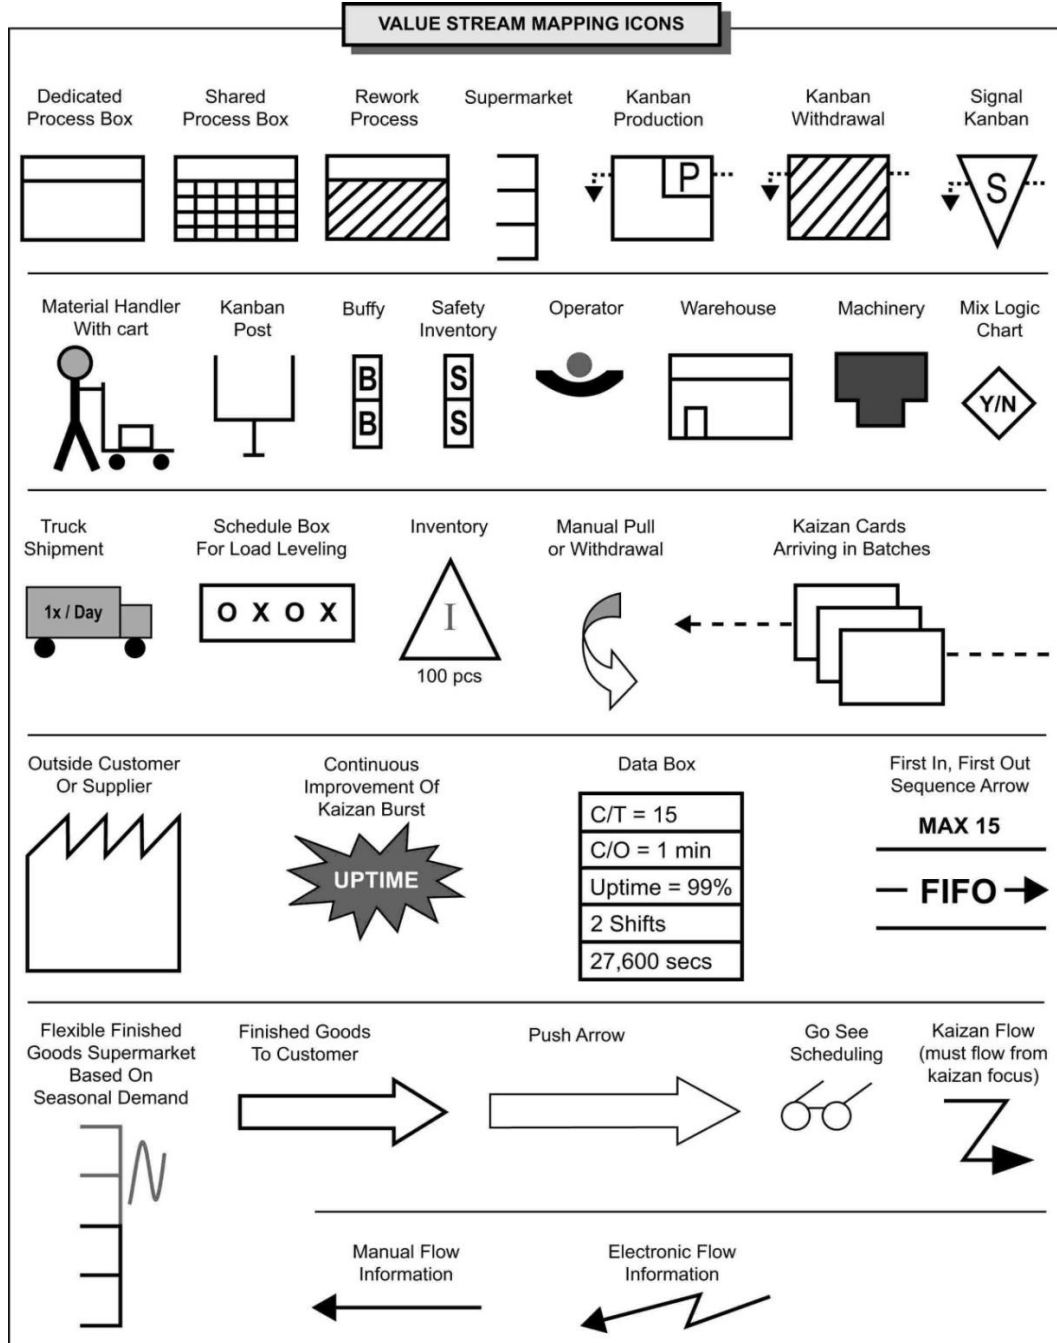 VALUE STREAM MAPPING ICONS
Dedicated
Process Box
Shared
Process Box
Rework
Process
Supermarket
Kanban
Production
Kanban
Withdrawal
Signal
Kanban
P
S
Material Handler
With cart
Kanban
Post
Buffy
Safety
Inventory
Operator
Warehouse
Machinery
Mix Logic
Chart
B
B
S
S
Y/N
Truck
Shipment
Schedule Box
For Load Leveling
Inventory
Manual Pull
or Withdrawal
Kaizan Cards
Arriving in Batches
1x / Day
O X O X
I
100 pcs
Outside Customer
Or Supplier
Continuous
Improvement Of
Kaizan Burst
Data Box
First In, First Out
Sequence Arrow
UPTIME
C/T = 15
C/O = 1 min
Uptime = 99%
2 Shifts
27,600 secs
MAX 15
FIFO
Flexible Finished
Goods Supermarket
Based On
Seasonal Demand
Finished Goods
To Customer
Push Arrow
Go See
Scheduling
Kaizan Flow
(must flow from
kaizan focus)
Manual Flow
Information
Electronic Flow
Information